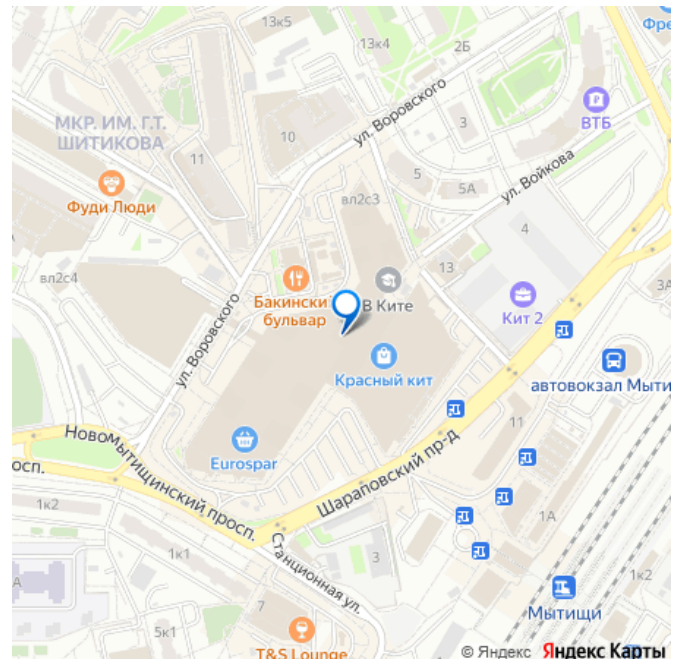 13к5
13к4
2Б
Фре
ул. Воровского
ВТБ
3
МКР. ИМ. Г.Т.
ШИТИКОВА
10
11
5
5А
ул. Войкова
Фуди Люди
вл2с3
4
вл2с4
13
3А
Бакински
бульвар
В Ките
Кит 2
ул. Воровского
Красный кит
автовокзал Мыти
11
Новомытищинский просп.
осп.
Eurospar
Шараповский пр-д
1к2
1А
1к1
Станционная ул.
3
1к2
А
7
Мытищи
5к1
T&S Lounge
© Яндекс Яндекс Карты